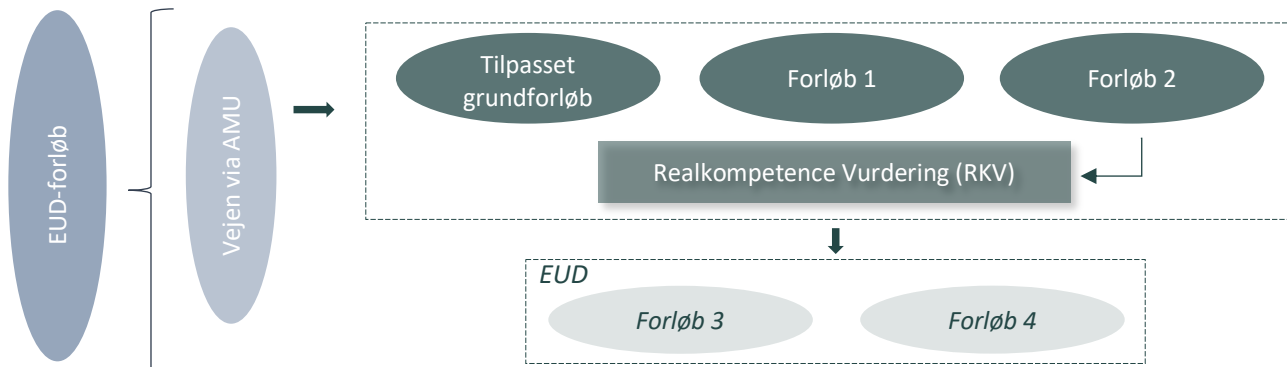 EUD-forløb
Vejen via AMU
Tilpasset
grundforløb
Forløb 1
Forløb 2
Realkompetence Vurdering (RKV)
EUD
Forløb 3
Forløb 4